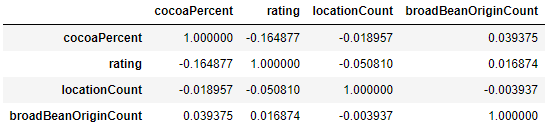 cocoaPercent rating locationCount broadBeanOriginCount
cocoaPercent 1.000000 -0.164877 -0.018957 0.039375
rating -0.164877 1.000000 -0.050810 0.016874
locationCount -0.018957 -0.050810 1.000000 -0.003937
broadBeanOriginCount 0.039375 0.016874 -0.003937 1.000000